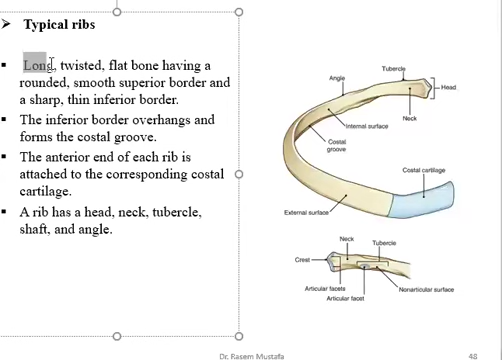 Typical ribs
Long, twisted, flat bone having a
rounded, smooth superior border and
a sharp, thin inferior border.
The inferior border overhangs and
forms the costal groove.
The anterior end of each rib is
attached to the corresponding costal
cartilage.
A rib has a head, neck, tubercle,
shaft, and angle.
Tubercle
Angle
Head
Neck
Internal surface
Costal
groove
Costal cartilage
External surface
Neck
Tubercle
Crest
Articular facets
Nonarticular surface
Articular facet
Dr. Rasem Mustafa
48